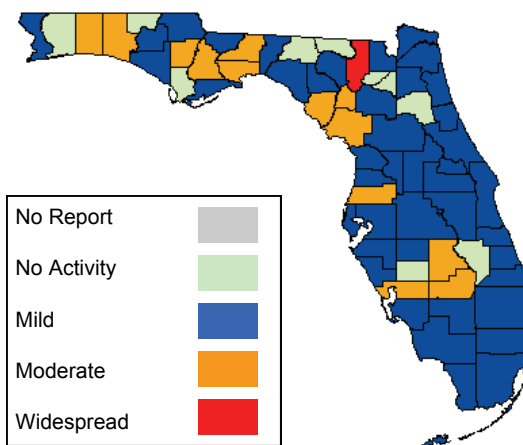 No Report
No Activity
Mild
Moderate
Widespread